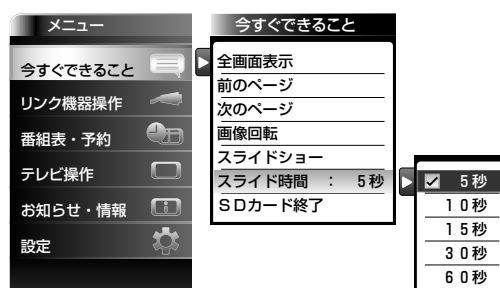 メニュー
今すぐできること
リンク機器操作
番組表・予約
テレビ操作
お知らせ・情報
設定
今すぐできること
全画面表示
前のページ
次のページ
画像回転
スライドショー
スライド時間 ： 5秒
ＳＤカード終了
5秒
１０秒
１５秒
３０秒
６０秒